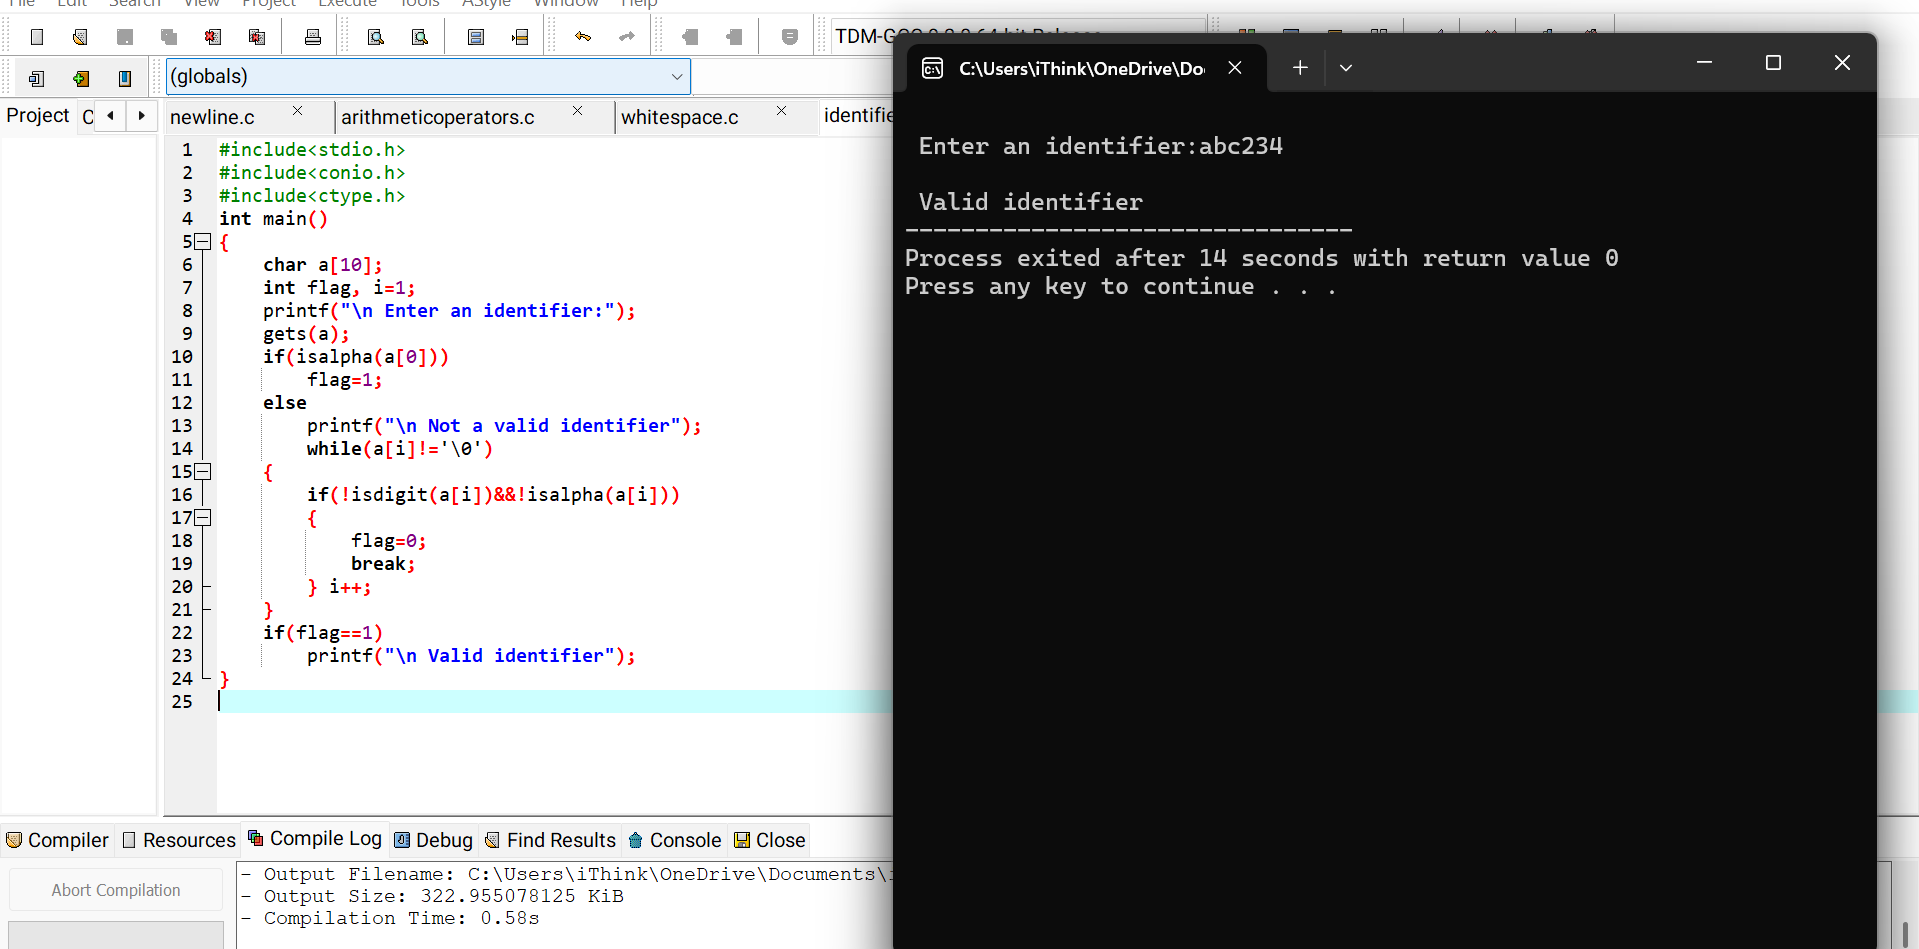 File Edit Search View Project Execute Tools AStyle Window Help
(globals)
Project
newline.c
arithmeticoperators.c
whitespace.c
1 #include<stdio.h>
2 #include<conio.h>
3 #include<ctype.h>
4 int main()
5 {
6 char a[10];
7 int flag, i=1;
8 printf("\n Enter an identifier:");
9 gets(a);
10 if(isalpha(a[0]))
11 flag=1;
12 else
13 printf("\n Not a valid identifier");
14 while(a[i]!='\0')
15 {
16 if(!isdigit(a[i])&&!isalpha(a[i]))
17 {
18 flag=0;
19 break;
20 } i++;
21 }
22 if(flag==1)
23 printf("\n Valid identifier");
24 }
25
C:\Users\iThink\OneDrive\Do
Enter an identifier:abc234
Valid identifier
--------------------------------
Process exited after 14 seconds with return value 0
Press any key to continue . . .
Compiler Resources Compile Log Debug Find Results Console Close
Abort Compilation
- Output Filename: C:\Users\iThink\OneDrive\Documents\
- Output Size: 322.955078125 KiB
- Compilation Time: 0.58s